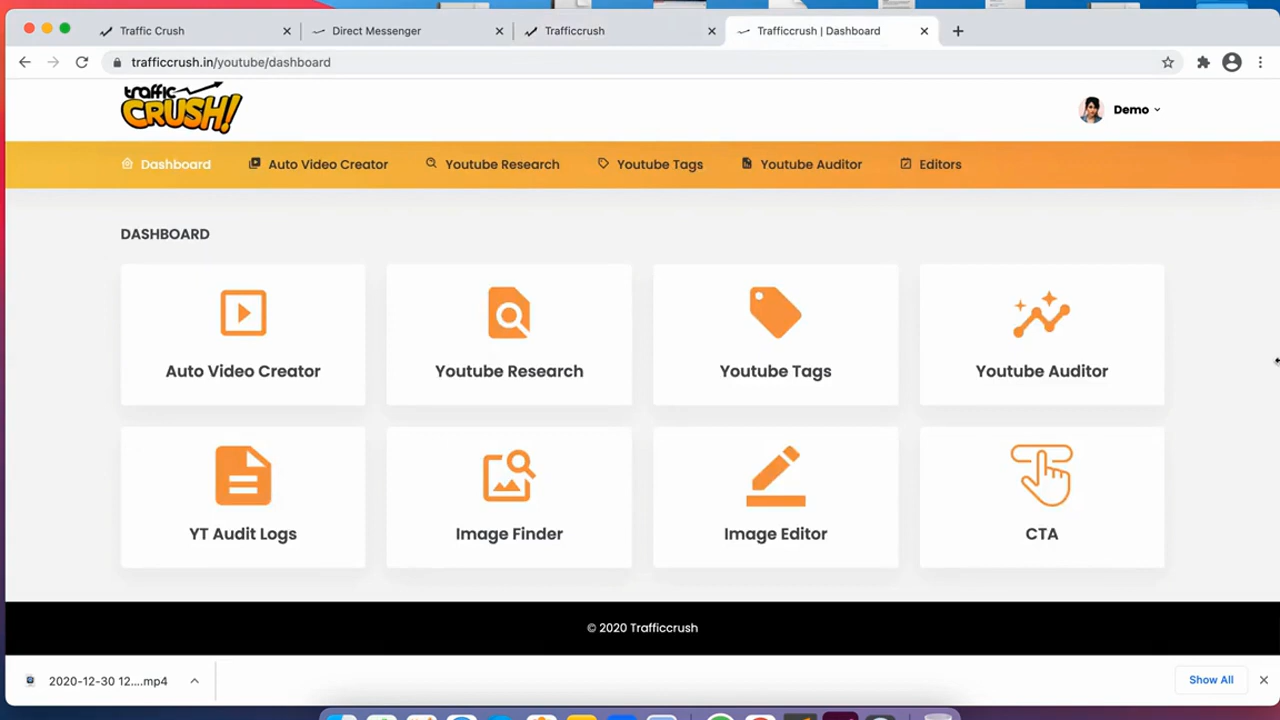 Traffic Crush
Direct Messenger
Trafficcrush
Trafficcrush | Dashboard
trafficcrush.in/youtube/dashboard
traffic
CRUSH!
Demo
Dashboard
Auto Video Creator
Youtube Research
Youtube Tags
Youtube Auditor
Editors
DASHBOARD
Auto Video Creator
Youtube Research
Youtube Tags
Youtube Auditor
YT Audit Logs
Image Finder
Image Editor
CTA
© 2020 Trafficcrush
2020-12-30 12....mp4
Show All